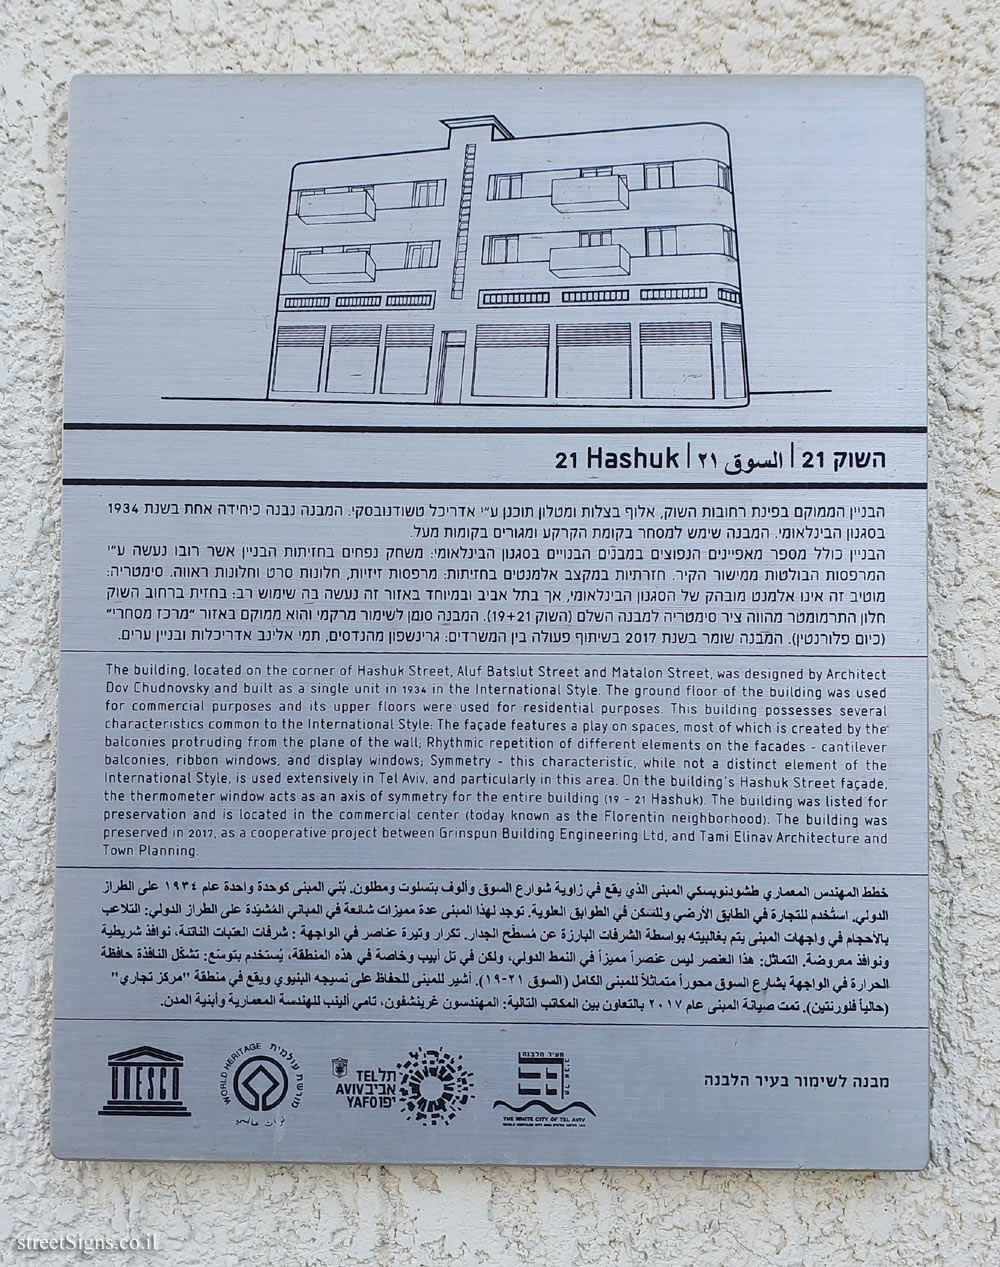 השוק 21 | السوق ٢١ | 21 Hashuk
הבניין הממוקם בפינת רחובות השוק, אלוף בצלות ומטלון תוכנן ע״י אדריכל טשודנובסקי. המבנה נבנה כיחידה אחת בשנת 1934
בסגנון הבינלאומי. המבנה שימש למסחר בקומת הקרקע ומגורים בקומות מעל.
הבניין כולל מספר מאפיינים הנפוצים במבנים הבנויים בסגנון הבינלאומי: משחק נפחים בחזיתות הבניין אשר רובו נעשה ע״י
המרפסות הבולטות ממישור הקיר. חזרתיות במקצב אלמנטים בחזיתות: מרפסות זיזיות, חלונות סרט וחלונות ראווה. סימטריה:
מוטיב זה אינו אלמנט מובהק של הסגנון הבינלאומי, אך בתל אביב ובמיוחד באזור זה נעשה בה שימוש רב: בחזית ברחוב השוק
חלון התרמומטר מהווה ציר סימטריה למבנה השלם (השוק 19+21). המבנה סומן לשימור מרקמי והוא ממוקם באזור ״מרכז מסחרי״
(כיום פלורנטין). המבנה שומר בשנת 2017 בשיתוף פעולה בין המשרדים: גרינשפון מהנדסים, תמי אלינב אדריכלות ובניין ערים.
The building, located on the corner of Hashuk Street, Aluf Batslut Street and Matalon Street, was designed by Architect
Dov Chudnovsky and built as a single unit in 1934 in the International Style. The ground floor of the building was used
for commercial purposes and its upper floors were used for residential purposes. This building possesses several
characteristics common to the International Style: The façade features a play on spaces, most of which is created by the
balconies protruding from the plane of the wall; Rhythmic repetition of different elements on the facades - cantilever
balconies, ribbon windows, and display windows; Symmetry - this characteristic, while not a distinct element of the
International Style, is used extensively in Tel Aviv, and particularly in this area. On the building's Hashuk Street façade,
the thermometer window acts as an axis of symmetry for the entire building (19 - 21 Hashuk). The building was listed for
preservation and is located in the commercial center (today known as the Florentin neighborhood). The building was
preserved in 2017, as a cooperative project between Grinspun Building Engineering Ltd, and Tami Elinav Architecture and
Town Planning.
خطط المهندس المعماري طشودنوبسكي المبنى الذي يقع في زاوية شوارع السوق وألوف بتسلوت ومطلون. بُني المبنى كوحدة واحدة عام ١٩٣٤ على الطراز
الدولي. استُخدم للتجارة في الطابق الأرضي وللسكن في الطوابق العلوية. توجد لهذا المبنى عدة مميزات شائعة في المباني المُشيّدة على الطراز الدولي: التلاعب
بالأحجام في واجهات المبنى يتم بغالبيته بواسطة الشرفات البارزة عن مُسطّح الجدار. تكرار وتيرة عناصر في الواجهة : شرفات العتبات الناتئة، نوافذ شريطية
ونوافذ معروضة. التماثل: هذا العنصر ليس عنصراً مميزاً في النمط الدولي، ولكن في تل أبيب وخاصة في هذه المنطقة، يُستخدم بتوسّع: تشكّل النافذة حافظة
الحرارة في الواجهة بشارع السوق محوراً متماثلاً للمبنى الكامل (السوق ٢١-١٩). أشير للمبنى للحفاظ على نسيجه البنيوي ويقع في منطقة "مركز تجاري"
(حالياً فلورنتين). تمت صيانة المبنى عام ٢٠١٧ بالتعاون بين المكاتب التالية: المهندسون غرينشفون، تامي ألينب للهندسة المعمارية وأبنية المدن.
מבנה לשימור בעיר הלבנה
UNESCO
WORLD HERITAGE מורשת עולמית
تراث عالمي
TEL תל
AVIV אביב
YAFO יפו
העיר הלבנה
תל אביב
THE WHITE CITY OF TEL AVIV
streetSigns.co.il